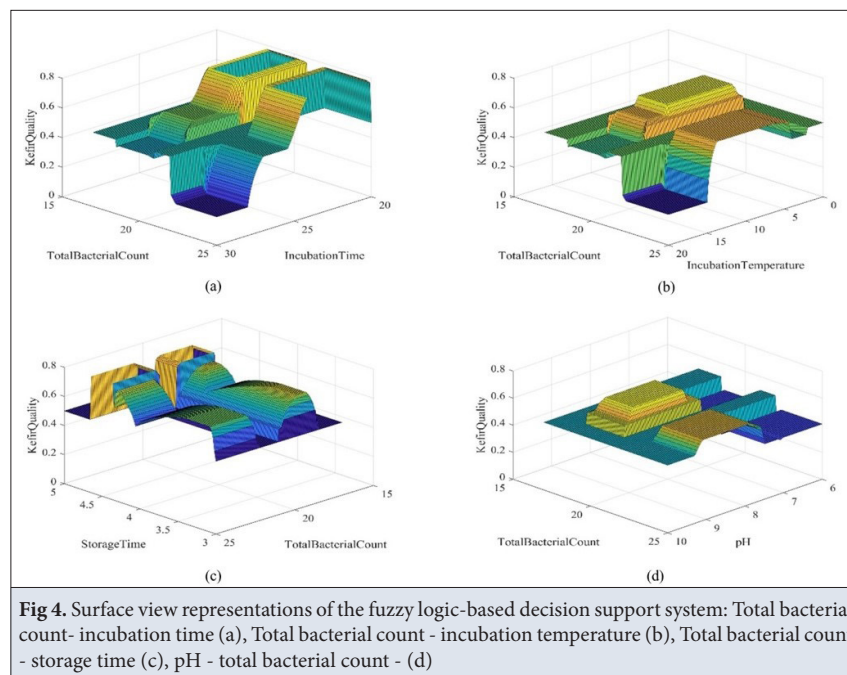 0.8
0.6
0.4
0.2
0
KefirQuality
15
20
25
TotalBacterialCount
30
25
20
IncubationTime
(a)
0.8
0.6
0.4
0.2
0
KefirQuality
15
20
25
TotalBacterialCount
20
15
10
5
0
IncubationTemperature
(b)
0.8
0.6
0.4
0.2
0
KefirQuality
5
4.5
4
3.5
3
StorageTime
25
20
15
TotalBacterialCount
(c)
0.8
0.6
0.4
0.2
0
KefirQuality
15
20
25
TotalBacterialCount
10
9
8
7
6
pH
(d)
Fig 4. Surface view representations of the fuzzy logic-based decision support system: Total bacteria
count- incubation time (a), Total bacterial count - incubation temperature (b), Total bacterial coun
- storage time (c), pH - total bacterial count - (d)